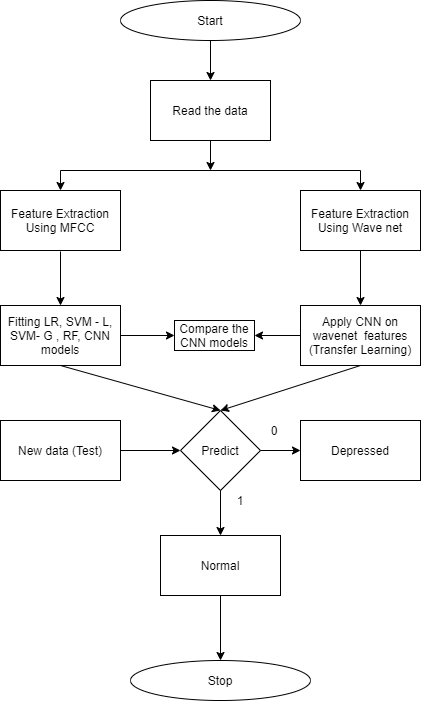 Start
Read the data
Feature Extraction
Using MFCC
Feature Extraction
Using Wave net
Fitting LR, SVM - L,
SVM- G , RF, CNN
models
Compare the
CNN models
Apply CNN on
wavenet features
(Transfer Learning)
New data (Test)
Predict
0
Depressed
1
Normal
Stop